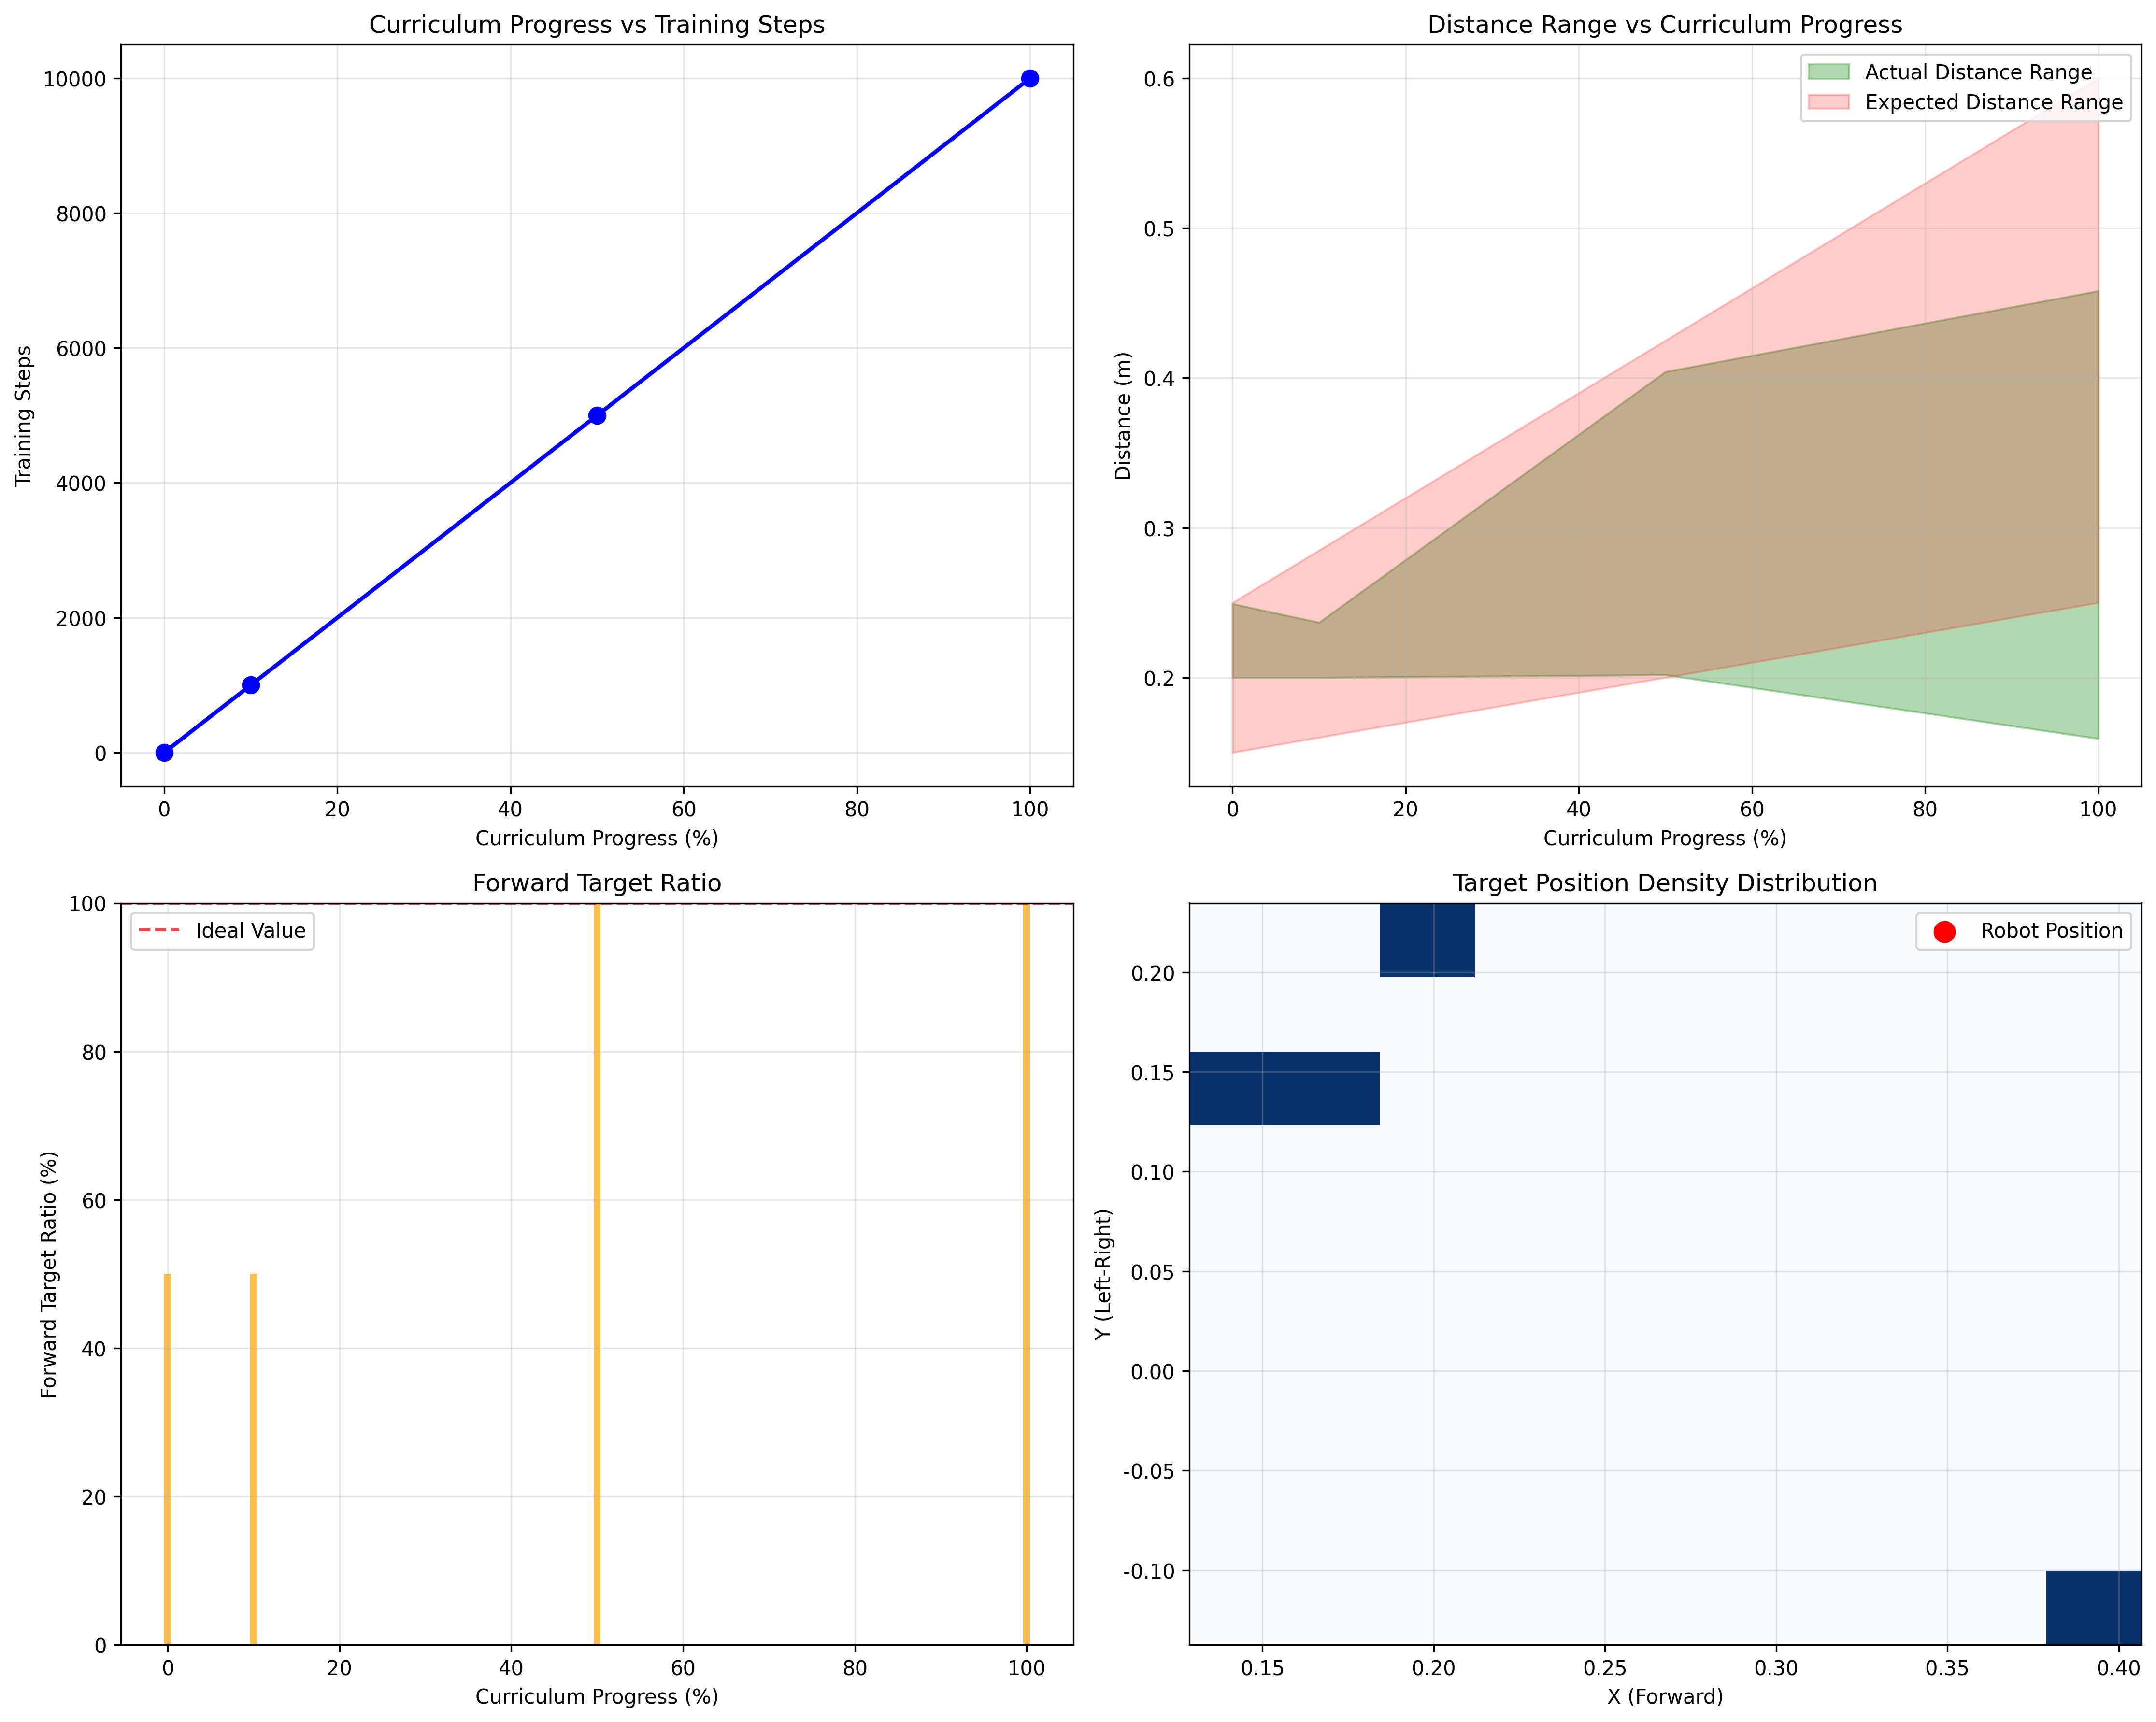 Curriculum Progress vs Training Steps
10000
8000
6000
4000
2000
0
Training Steps
0 20 40 60 80 100
Curriculum Progress (%)
Distance Range vs Curriculum Progress
Actual Distance Range
Expected Distance Range
0.6
0.5
0.4
0.3
0.2
Distance (m)
0 20 40 60 80 100
Curriculum Progress (%)
Forward Target Ratio
Ideal Value
100
80
60
40
20
0
Forward Target Ratio (%)
0 20 40 60 80 100
Curriculum Progress (%)
Target Position Density Distribution
Robot Position
0.20
0.15
0.10
0.05
0.00
-0.05
-0.10
Y (Left-Right)
0.15 0.20 0.25 0.30 0.35 0.40
X (Forward)